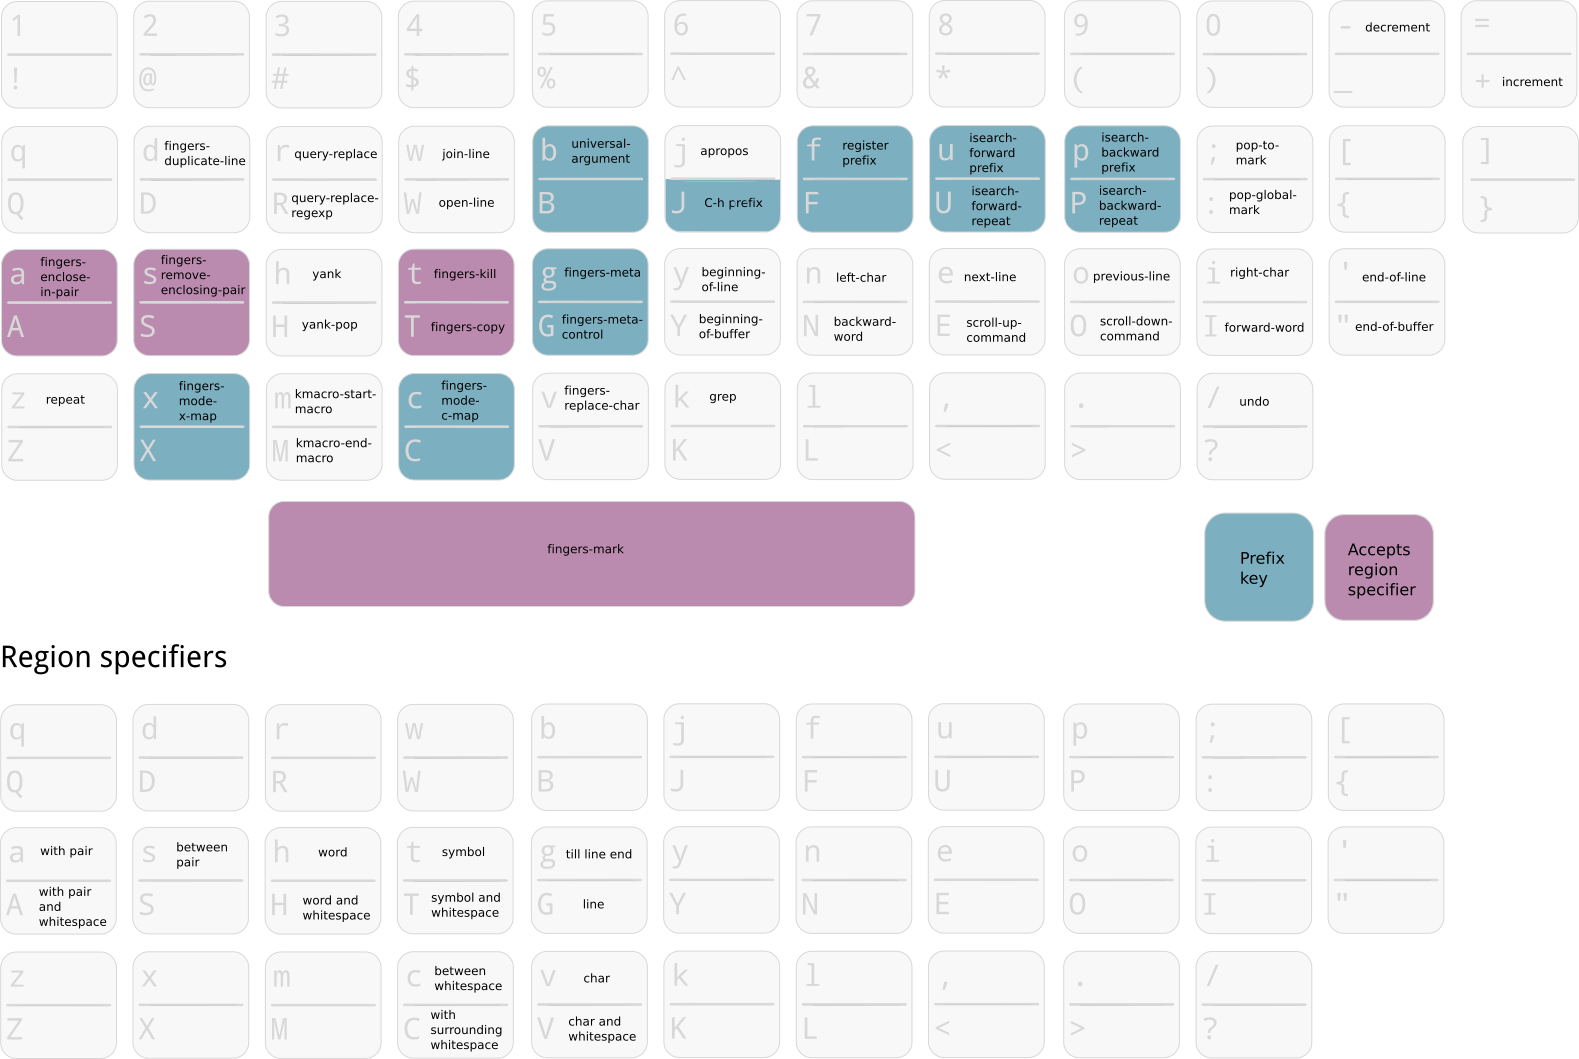 1 2 3 4 5 6 7 8 9 0 - decrement =
! @ # $ % ^ & * ( ) _ + increment
q
Q
d fingers-
duplicate-line
D
r query-replace
R query-replace-
regexp
w join-line
W open-line
b universal-
argument
B
j apropos
J C-h prefix
f register
prefix
F
u isearch-
forward
prefix
U isearch-
forward-
repeat
p isearch-
backward
prefix
P isearch-
backward-
repeat
; pop-to-
mark
: pop-global-
mark
[
{
]
}
a fingers-
enclose-
in-pair
A
s fingers-
remove-
enclosing-pair
S
h yank
H yank-pop
t fingers-kill
T fingers-copy
g fingers-meta
G fingers-meta-
control
y beginning-
of-line
Y beginning-
of-buffer
n left-char
N backward-
word
e next-line
E scroll-up-
command
o previous-line
O scroll-down-
command
i right-char
I forward-word
' end-of-line
" end-of-buffer
z repeat
Z
x fingers-
mode-
x-map
X
m kmacro-start-
macro
M kmacro-end-
macro
c fingers-
mode-
c-map
C
v fingers-
replace-char
V
k grep
K
l
L
,
<
.
>
/ undo
?
fingers-mark
Prefix
key
Accepts
region
specifier
Region specifiers
q d r w b j f u p ; [
Q D R W B J F U P : {
a with pair
A with pair
and
whitespace
s between
pair
S
h word
H word and
whitespace
t symbol
T symbol and
whitespace
g till line end
G line
y
Y
n
N
e
E
o
O
i
I
'
"
z
Z
x
X
m
M
c between
whitespace
C with
surrounding
whitespace
v char
V char and
whitespace
k
K
l
L
,
<
.
>
/
?